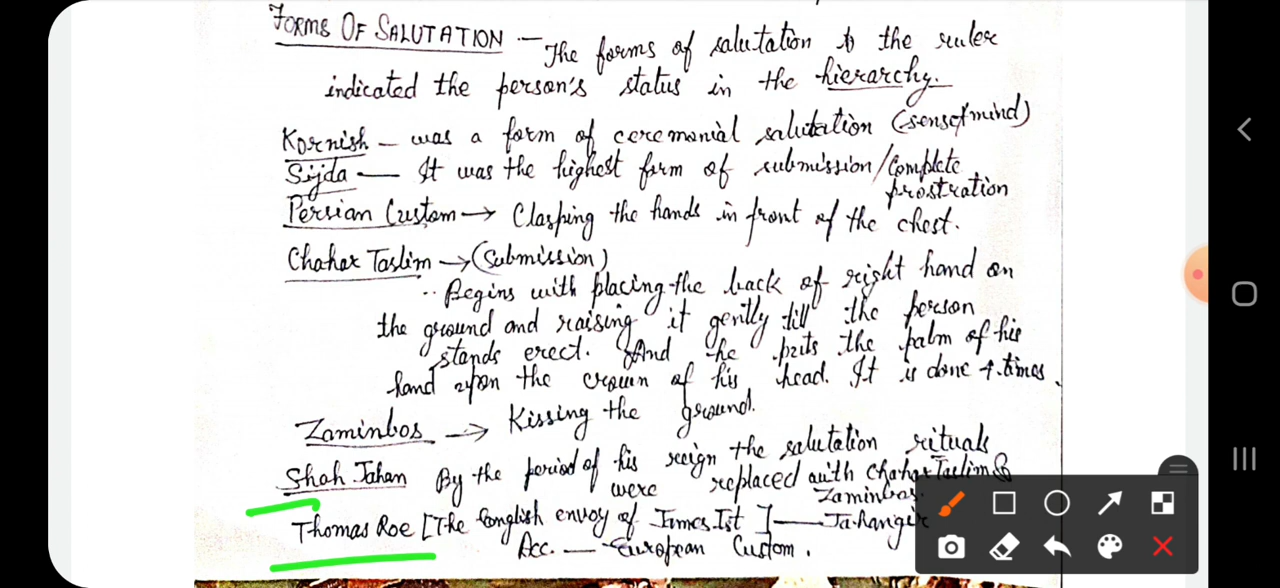 FORMS OF SALUTATION — The forms of salutation to the ruler
indicated the person's status in the hierarchy.
Kornish — was a form of ceremonial salutation (sense of mind)
Sijda — It was the highest form of submission/Complete
prostration
Persian Custom → Clasping the hands in front of the chest.
Chahar Taslim → (Submission)
Begins with placing the back of right hand on
the ground and raising it gently till the person
stands erect. And he puts the palm of his
hand upon the crown of his head. It is done 4 times.
Zaminbos → Kissing the ground.
Shah Jahan By the period of his reign the salutation rituals
were replaced with Chahar Taslim &
Zaminbos.
Thomas Roe [The English envoy of James Ist] — Jahangir
Acc. — European Custom.